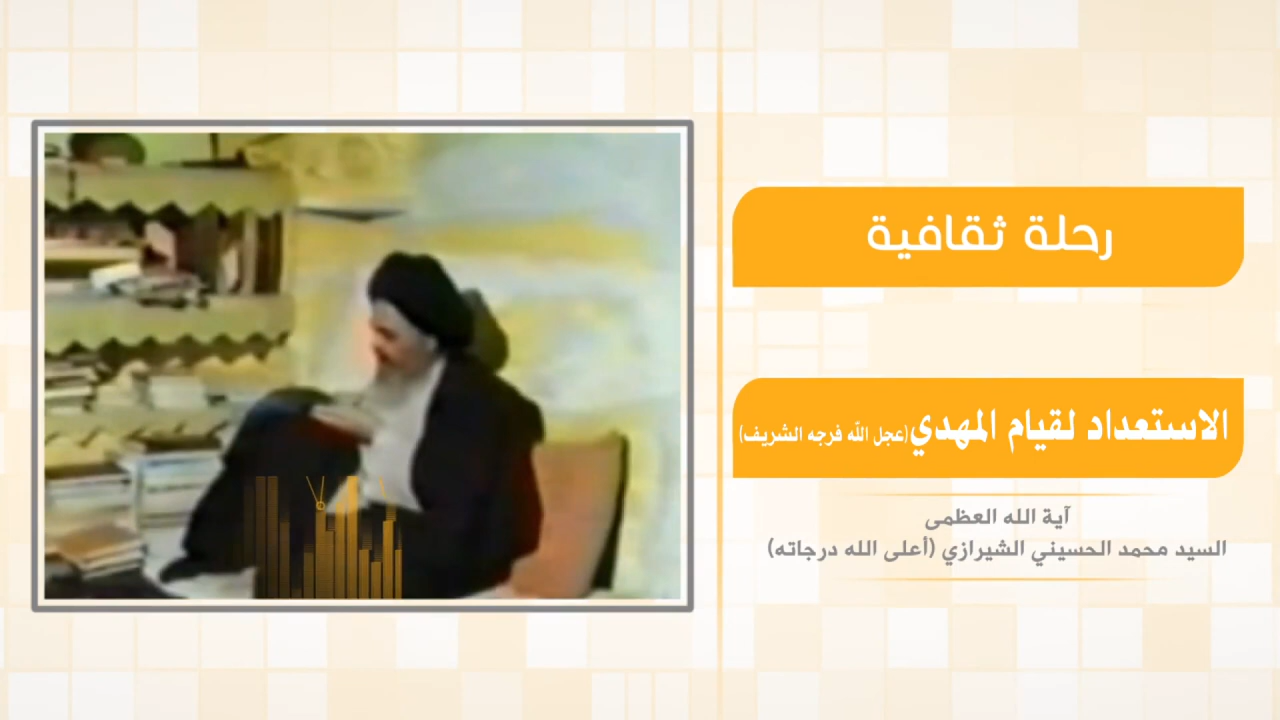 رحلة ثقافية
الاستعداد لقيام المهدي (عجل الله فرجه الشريف)
آية الله العظمى
السيد محمد الحسيني الشيرازي (أعلى الله درجاته)